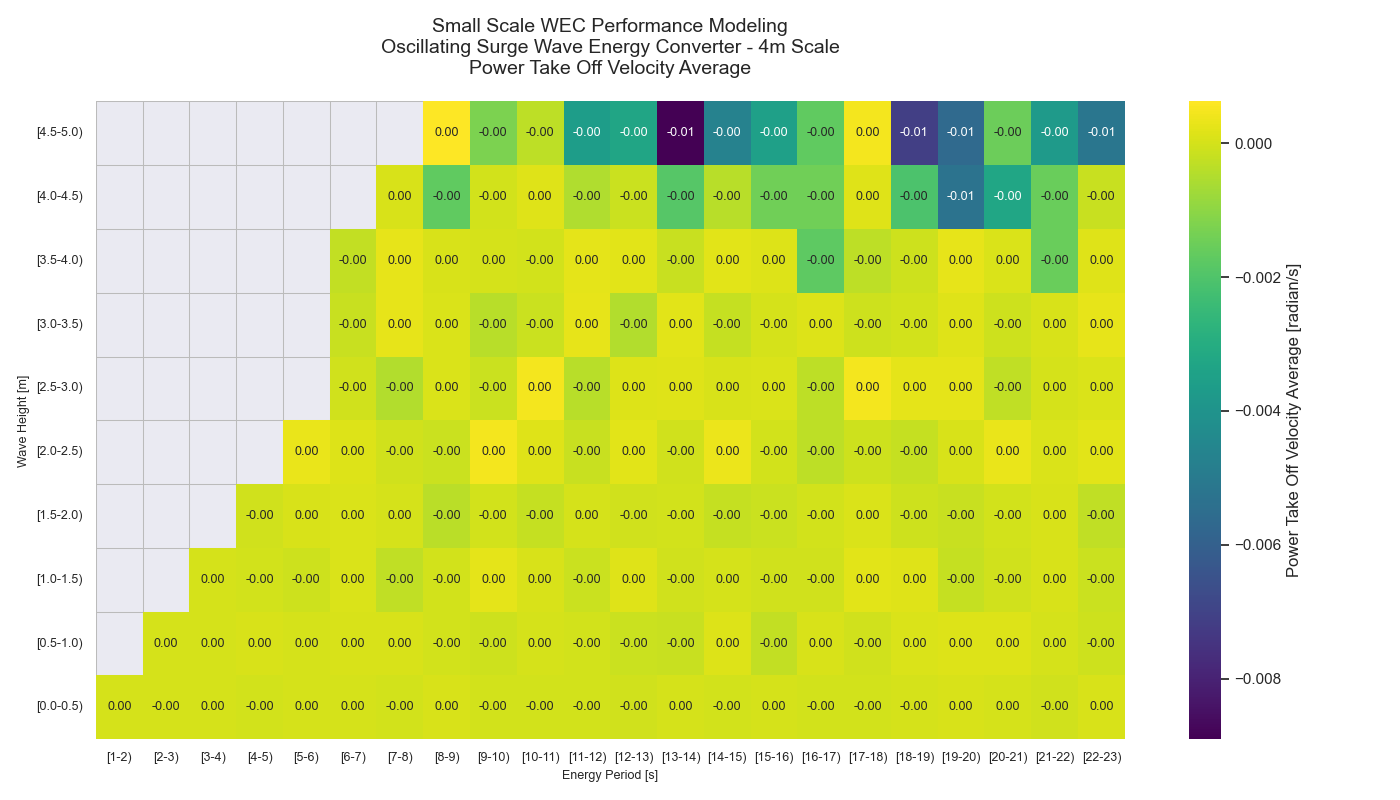 Small Scale WEC Performance Modeling
Oscillating Surge Wave Energy Converter - 4m Scale
Power Take Off Velocity Average
[4.5-5.0) 0.00 -0.00 -0.00 -0.00 -0.00 -0.01 -0.00 -0.00 -0.00 0.00 -0.01 -0.01 -0.00 -0.00 -0.01
[4.0-4.5) 0.00 -0.00 -0.00 0.00 -0.00 -0.00 -0.00 -0.00 -0.00 -0.00 0.00 -0.00 -0.01 -0.00 -0.00 -0.00
[3.5-4.0) -0.00 0.00 0.00 0.00 -0.00 0.00 0.00 -0.00 0.00 0.00 -0.00 -0.00 -0.00 0.00 0.00 -0.00 0.00
[3.0-3.5) -0.00 0.00 0.00 -0.00 -0.00 0.00 -0.00 0.00 -0.00 -0.00 0.00 -0.00 -0.00 0.00 -0.00 0.00 0.00
[2.5-3.0) -0.00 -0.00 0.00 -0.00 0.00 -0.00 0.00 0.00 0.00 0.00 -0.00 0.00 0.00 0.00 -0.00 -0.00 0.00
[2.0-2.5) 0.00 0.00 -0.00 -0.00 0.00 0.00 -0.00 0.00 -0.00 0.00 -0.00 -0.00 -0.00 -0.00 0.00 0.00 0.00 0.00
[1.5-2.0) -0.00 0.00 0.00 0.00 -0.00 -0.00 -0.00 0.00 -0.00 -0.00 -0.00 -0.00 -0.00 0.00 -0.00 -0.00 -0.00 0.00 -0.00
[1.0-1.5) 0.00 -0.00 -0.00 0.00 -0.00 -0.00 0.00 0.00 -0.00 0.00 -0.00 -0.00 -0.00 -0.00 0.00 0.00 -0.00 -0.00 0.00 -0.00
[0.5-1.0) 0.00 0.00 0.00 0.00 0.00 0.00 -0.00 -0.00 0.00 -0.00 -0.00 -0.00 0.00 -0.00 0.00 -0.00 0.00 0.00 0.00 0.00 -0.00
[0.0-0.5) 0.00 -0.00 0.00 -0.00 0.00 0.00 -0.00 0.00 -0.00 -0.00 -0.00 -0.00 0.00 -0.00 0.00 -0.00 -0.00 0.00 0.00 0.00 -0.00 0.00
[1-2) [2-3) [3-4) [4-5) [5-6) [6-7) [7-8) [8-9) [9-10) [10-11) [11-12) [12-13) [13-14) [14-15) [15-16) [16-17) [17-18) [18-19) [19-20) [20-21) [21-22) [22-23)
Energy Period [s]
Wave Height [m]
0.000
−0.002
−0.004
−0.006
−0.008
Power Take Off Velocity Average [radian/s]